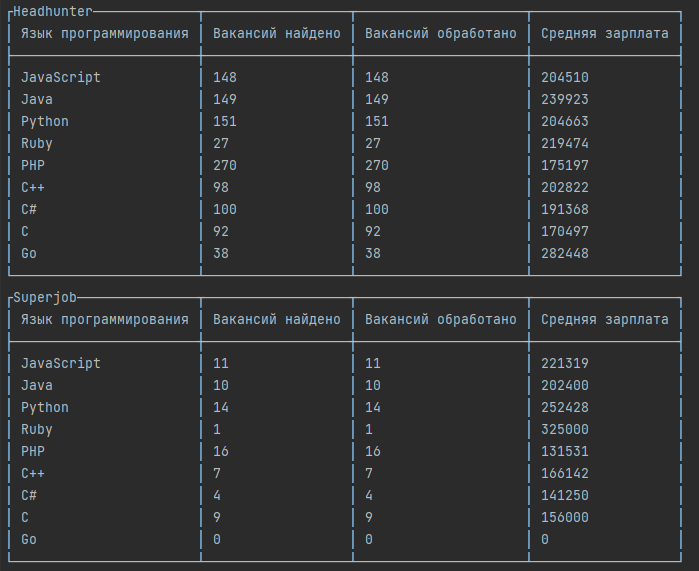 Headhunter
Язык программирования Вакансий найдено Вакансий обработано Средняя зарплата
JavaScript 148 148 204510
Java 149 149 239923
Python 151 151 204663
Ruby 27 27 219474
PHP 270 270 175197
C++ 98 98 202822
C# 100 100 191368
C 92 92 170497
Go 38 38 282448
Superjob
Язык программирования Вакансий найдено Вакансий обработано Средняя зарплата
JavaScript 11 11 221319
Java 10 10 202400
Python 14 14 252428
Ruby 1 1 325000
PHP 16 16 131531
C++ 7 7 166142
C# 4 4 141250
C 9 9 156000
Go 0 0 0